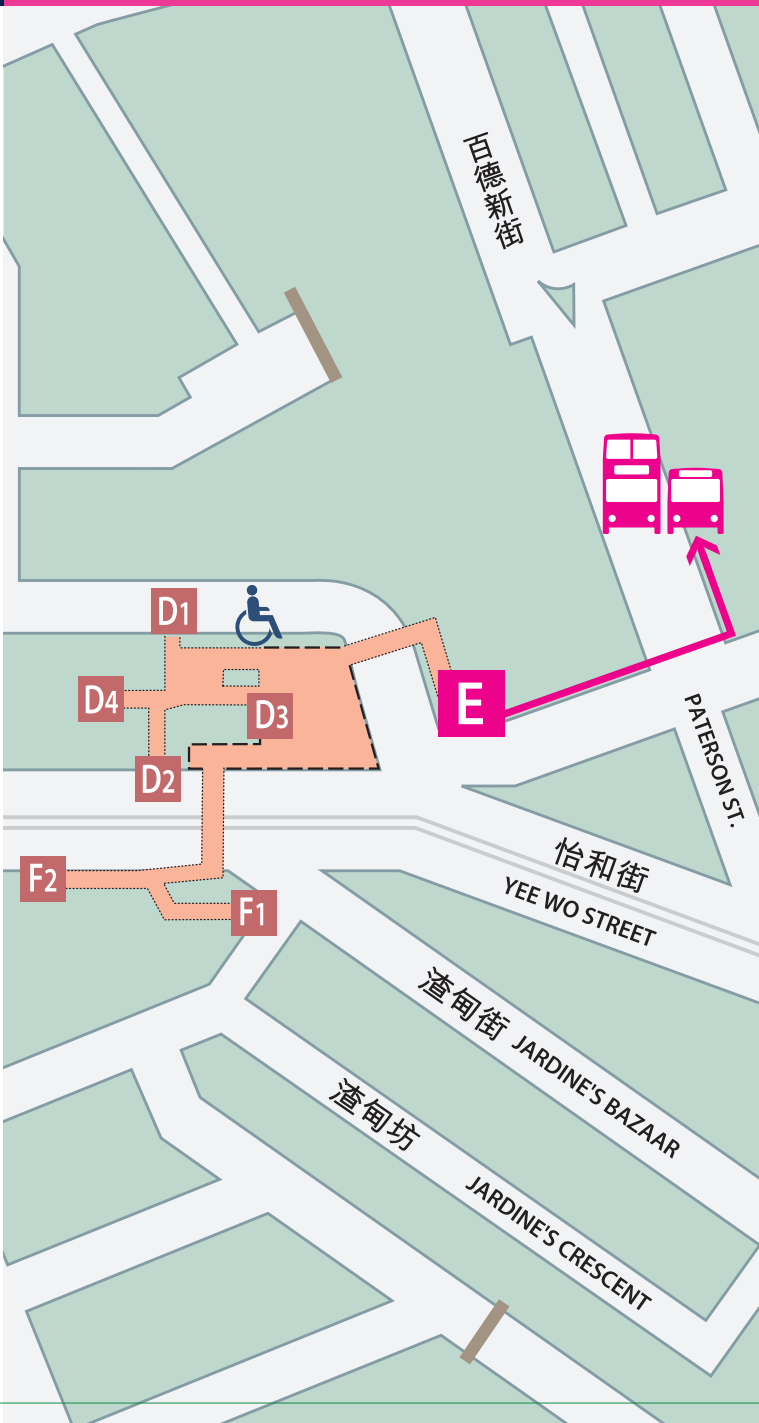 百德新街
D1
D4
D3
D2
E
PATERSON ST.
怡和街
YEE WO STREET
F2
F1
渣甸街 JARDINE'S BAZAAR
渣甸坊 JARDINE'S CRESCENT